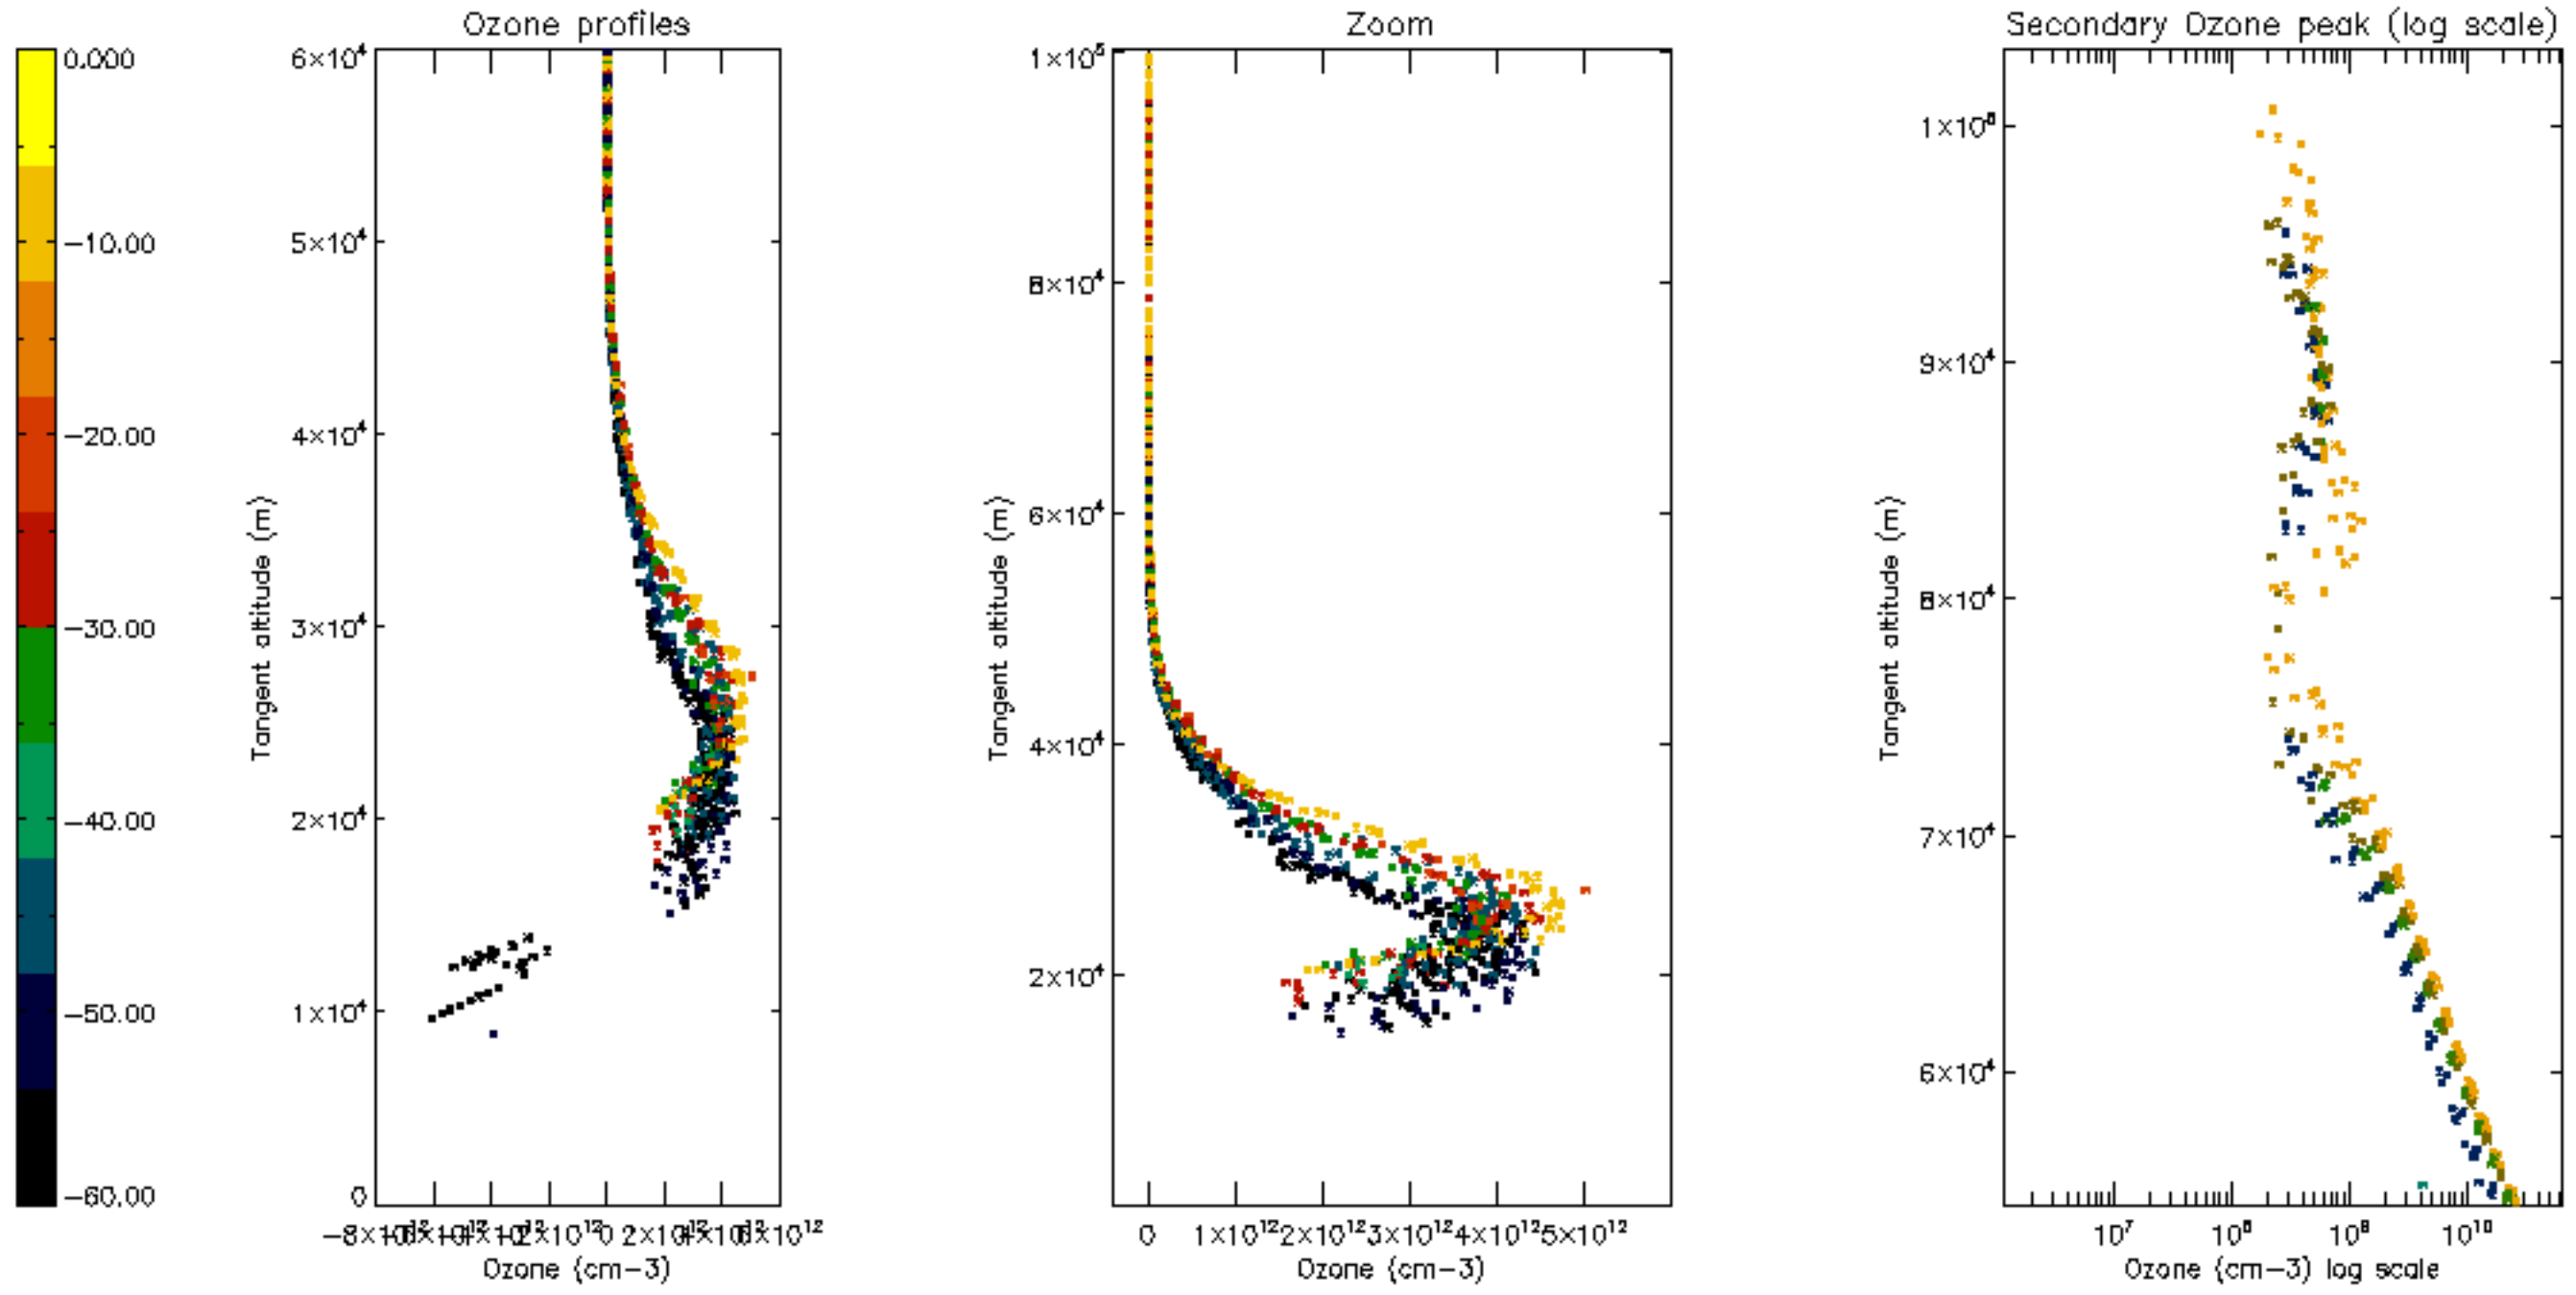 Ozone profiles
Zoom
Secondary Ozone peak (log scale)
0.000
−10.00
−20.00
−30.00
−40.00
−50.00
−60.00
6×10⁴
5×10⁴
4×10⁴
3×10⁴
2×10⁴
1×10⁴
0
Tangent altitude (m)
0
Ozone (cm−3)
1×10⁵
8×10⁴
6×10⁴
4×10⁴
2×10⁴
Tangent altitude (m)
0 1×10¹² 2×10¹² 3×10¹² 4×10¹² 5×10¹²
Ozone (cm−3)
9×10⁴
8×10⁴
7×10⁴
6×10⁴
Tangent altitude (m)
10⁷ 10¹⁰
Ozone (cm−3) log scale